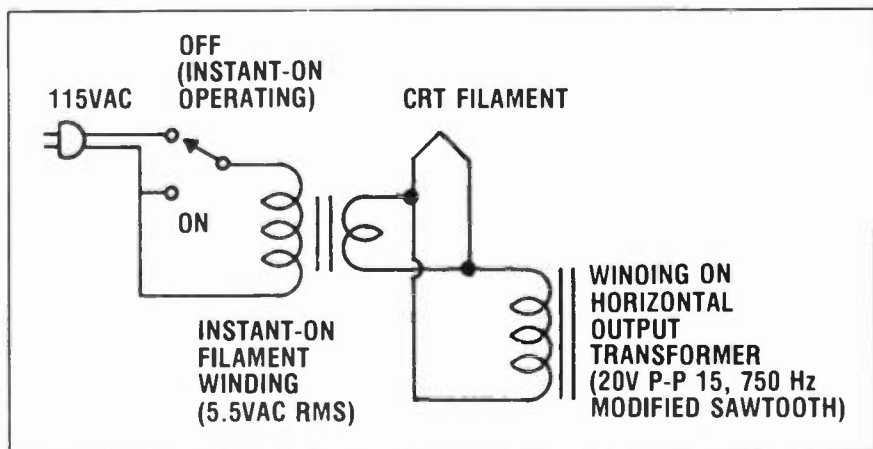 OFF
(INSTANT-ON
OPERATING)
115VAC
CRT FILAMENT
ON
INSTANT-ON
FILAMENT
WINDING
(5.5VAC RMS)
WINOING ON
HORIZONTAL
OUTPUT
TRANSFORMER
(20V P-P 15, 750 Hz
MODIFIED SAWTOOTH)